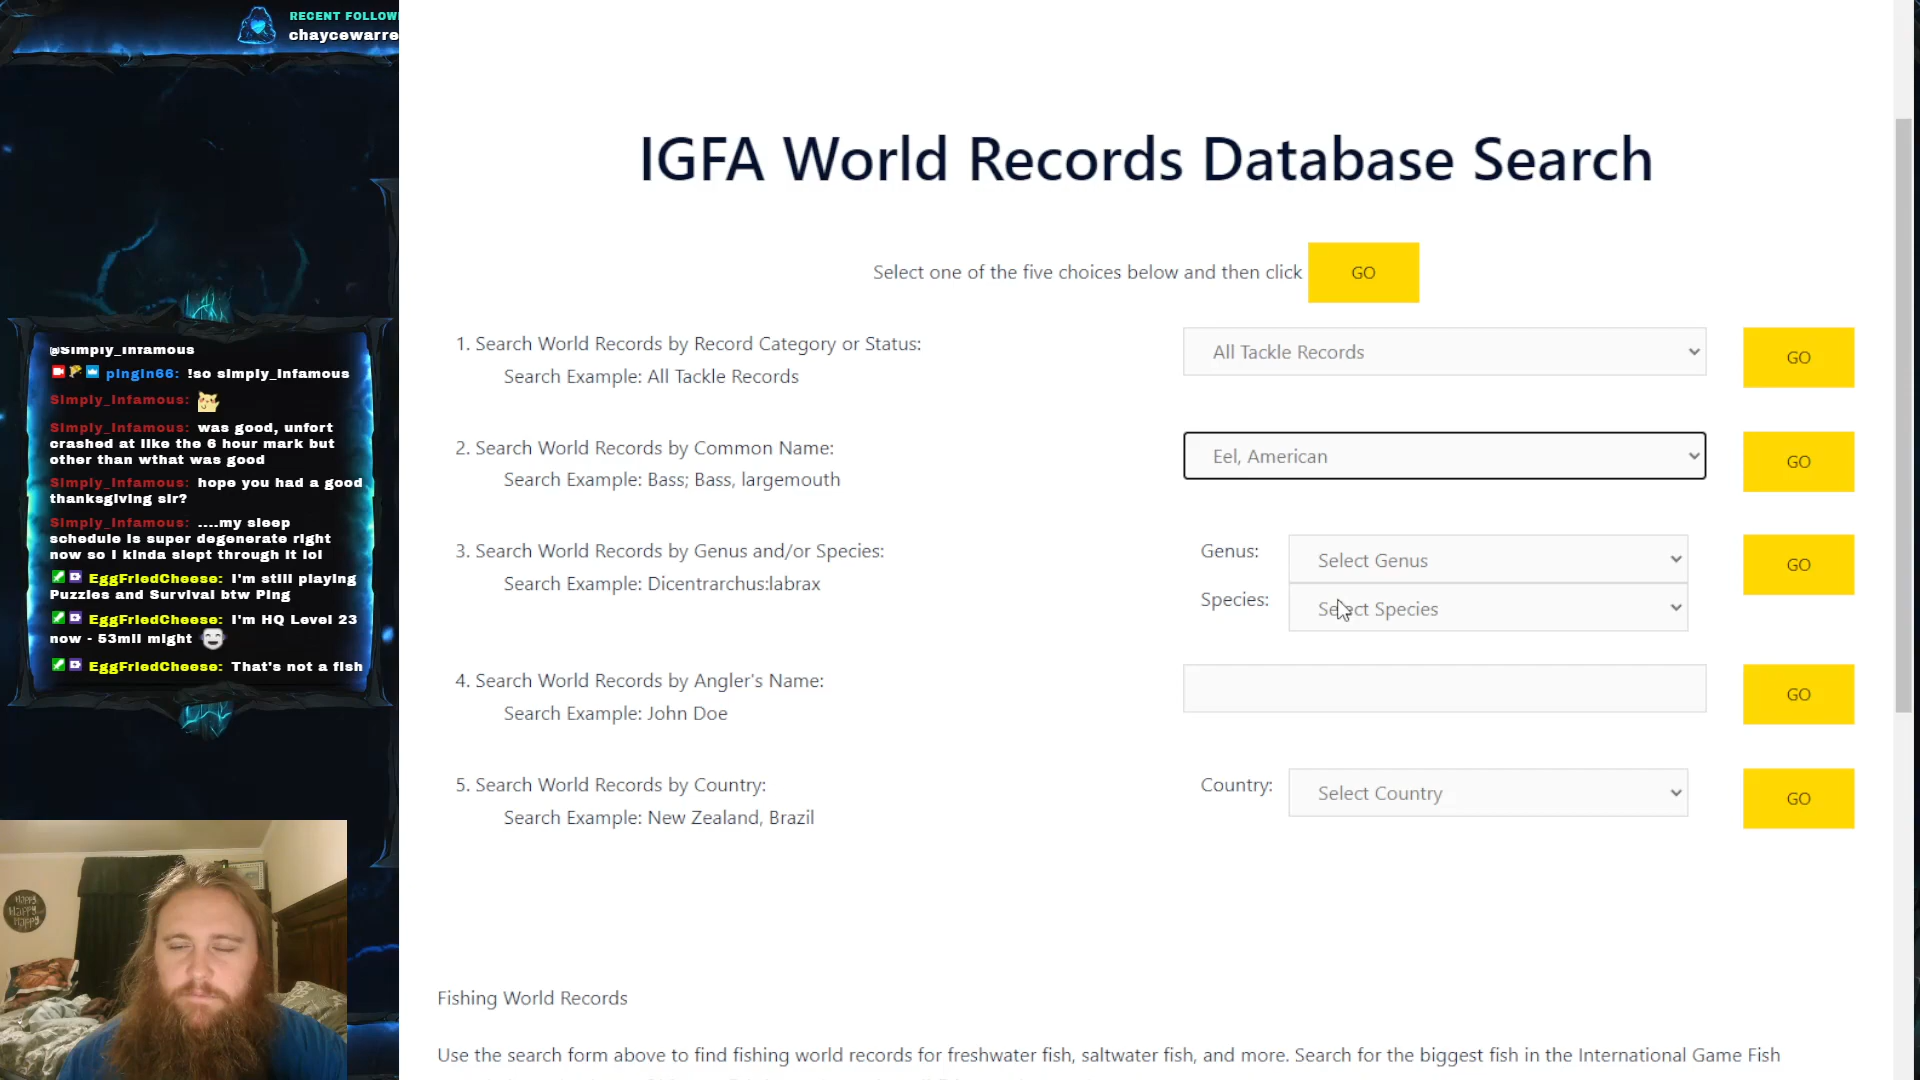 RECENT FOLLOW
chaycewarre
@Simply_Infamous
pingin66: !so simply_infamous
Simply_Infamous:
Simply_Infamous: was good, unfort
crashed at like the 6 hour mark but
other than wthat was good
Simply_Infamous: hope you had a good
thanksgiving sir?
Simply_Infamous: ....my sleep
schedule is super degenerate right
now so I kinda slept through it lol
EggFriedCheese: I'm still playing
Puzzles and Survival btw Ping
EggFriedCheese: I'm HQ Level 23
now - 53mil might
EggFriedCheese: That's not a fish
Happy
Happy
Happy
IGFA World Records Database Search
Select one of the five choices below and then click GO
1. Search World Records by Record Category or Status:
All Tackle Records
GO
Search Example: All Tackle Records
2. Search World Records by Common Name:
Eel, American
GO
Search Example: Bass; Bass, largemouth
3. Search World Records by Genus and/or Species:
Genus: Select Genus
GO
Search Example: Dicentrarchus:labrax
Species: Select Species
4. Search World Records by Angler's Name:
GO
Search Example: John Doe
5. Search World Records by Country:
Country: Select Country
GO
Search Example: New Zealand, Brazil
Fishing World Records
Use the search form above to find fishing world records for freshwater fish, saltwater fish, and more. Search for the biggest fish in the International Game Fish